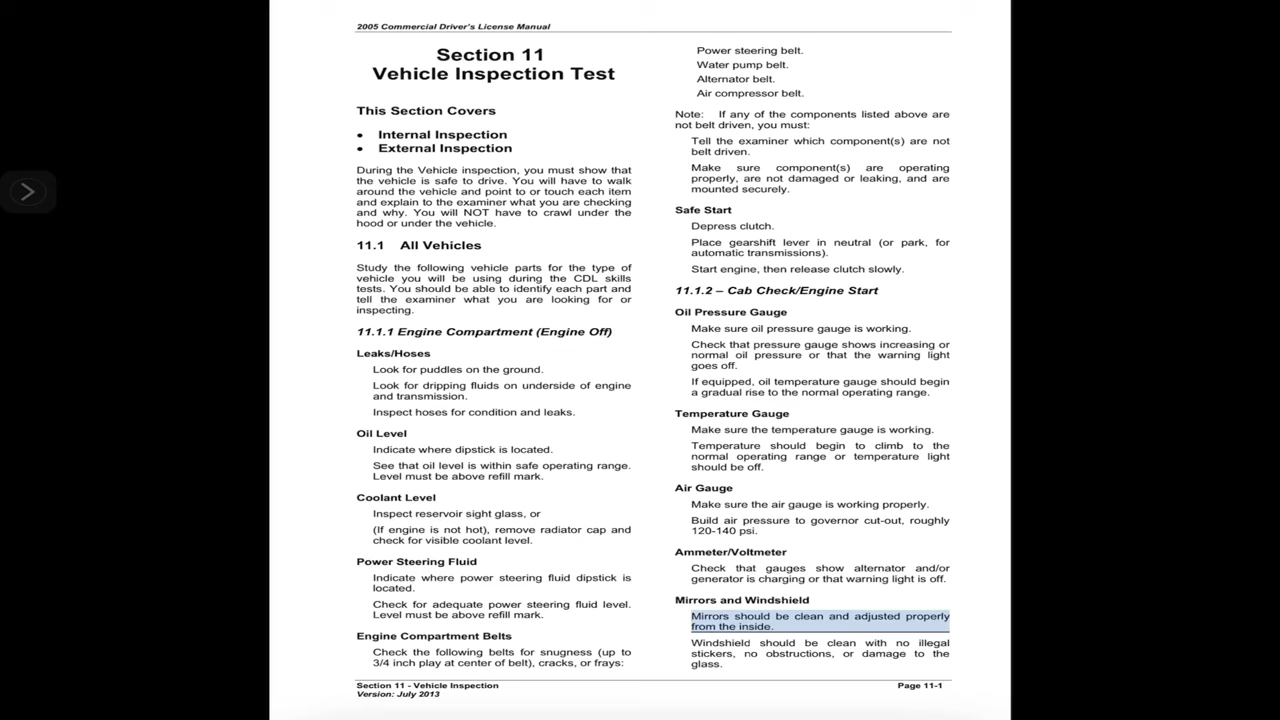 2005 Commercial Driver's License Manual
Section 11
Vehicle Inspection Test
This Section Covers
• Internal Inspection
• External Inspection
During the Vehicle inspection, you must show that
the vehicle is safe to drive. You will have to walk
around the vehicle and point to or touch each item
and explain to the examiner what you are checking
and why. You will NOT have to crawl under the
hood or under the vehicle.
11.1 All Vehicles
Study the following vehicle parts for the type of
vehicle you will be using during the CDL skills
tests. You should be able to identify each part and
tell the examiner what you are looking for or
inspecting.
11.1.1 Engine Compartment (Engine Off)
Leaks/Hoses
Look for puddles on the ground.
Look for dripping fluids on underside of engine
and transmission.
Inspect hoses for condition and leaks.
Oil Level
Indicate where dipstick is located.
See that oil level is within safe operating range.
Level must be above refill mark.
Coolant Level
Inspect reservoir sight glass, or
(If engine is not hot), remove radiator cap and
check for visible coolant level.
Power Steering Fluid
Indicate where power steering fluid dipstick is
located.
Check for adequate power steering fluid level.
Level must be above refill mark.
Engine Compartment Belts
Check the following belts for snugness (up to
3/4 inch play at center of belt), cracks, or frays:
Power steering belt.
Water pump belt.
Alternator belt.
Air compressor belt.
Note: If any of the components listed above are
not belt driven, you must:
Tell the examiner which component(s) are not
belt driven.
Make sure component(s) are operating
properly, are not damaged or leaking, and are
mounted securely.
Safe Start
Depress clutch.
Place gearshift lever in neutral (or park, for
automatic transmissions).
Start engine, then release clutch slowly.
11.1.2 – Cab Check/Engine Start
Oil Pressure Gauge
Make sure oil pressure gauge is working.
Check that pressure gauge shows increasing or
normal oil pressure or that the warning light
goes off.
If equipped, oil temperature gauge should begin
a gradual rise to the normal operating range.
Temperature Gauge
Make sure the temperature gauge is working.
Temperature should begin to climb to the
normal operating range or temperature light
should be off.
Air Gauge
Make sure the air gauge is working properly.
Build air pressure to governor cut-out, roughly
120-140 psi.
Ammeter/Voltmeter
Check that gauges show alternator and/or
generator is charging or that warning light is off.
Mirrors and Windshield
Mirrors should be clean and adjusted properly
from the inside.
Windshield should be clean with no illegal
stickers, no obstructions, or damage to the
glass.
Section 11 - Vehicle Inspection
Version: July 2013
Page 11-1